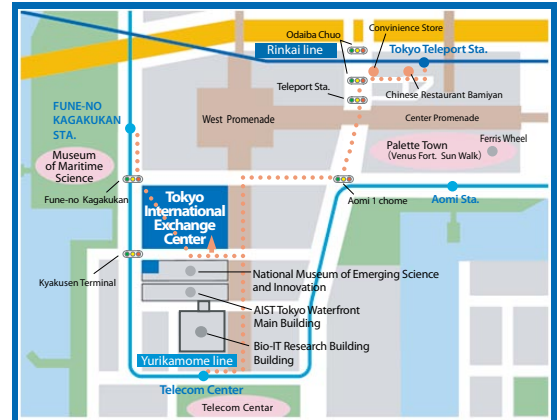 Odaiba Chuo
Convinience Store
Rinkai line
Tokyo Teleport Sta.
Teleport Sta.
Chinese Restaurant Bamiyan
FUNE-NO
KAGAKUKAN
STA.
West Promenade
Center Promenade
Ferris Wheel
Palette Town
(Venus Fort. Sun Walk)
Museum
of Maritime
Science
Fune-no Kagakukan
Tokyo
International
Exchange
Center
Aomi 1 chome
Aomi Sta.
Kyakusen Terminal
National Museum of Emerging Science
and Innovation
AIST Tokyo Waterfront
Main Building
Bio-IT Research Building
Building
Yurikamome line
Telecom Center
Telecom Centar